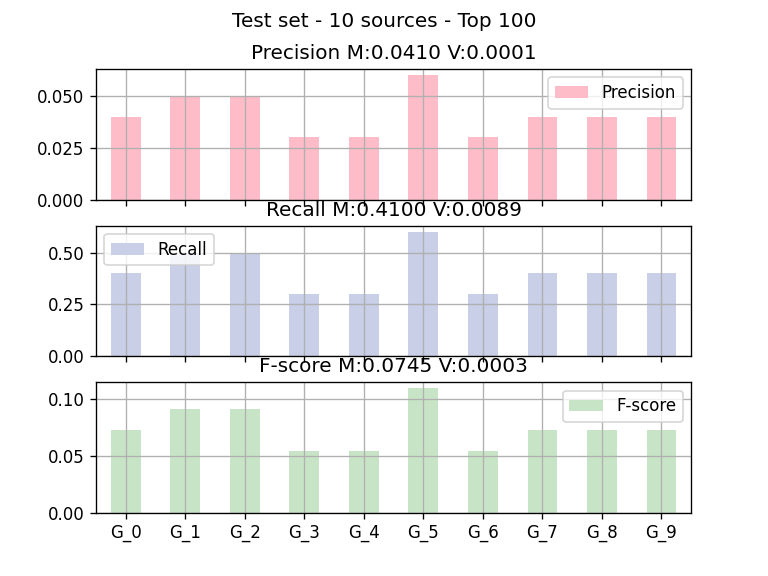 Test set - 10 sources - Top 100
Precision M:0.0410 V:0.0001
0.050
0.025
0.000
Precision
Recall M:0.4100 V:0.0089
0.50
0.25
0.00
Recall
F-score M:0.0745 V:0.0003
0.10
0.05
0.00
F-score
G_0 G_1 G_2 G_3 G_4 G_5 G_6 G_7 G_8 G_9